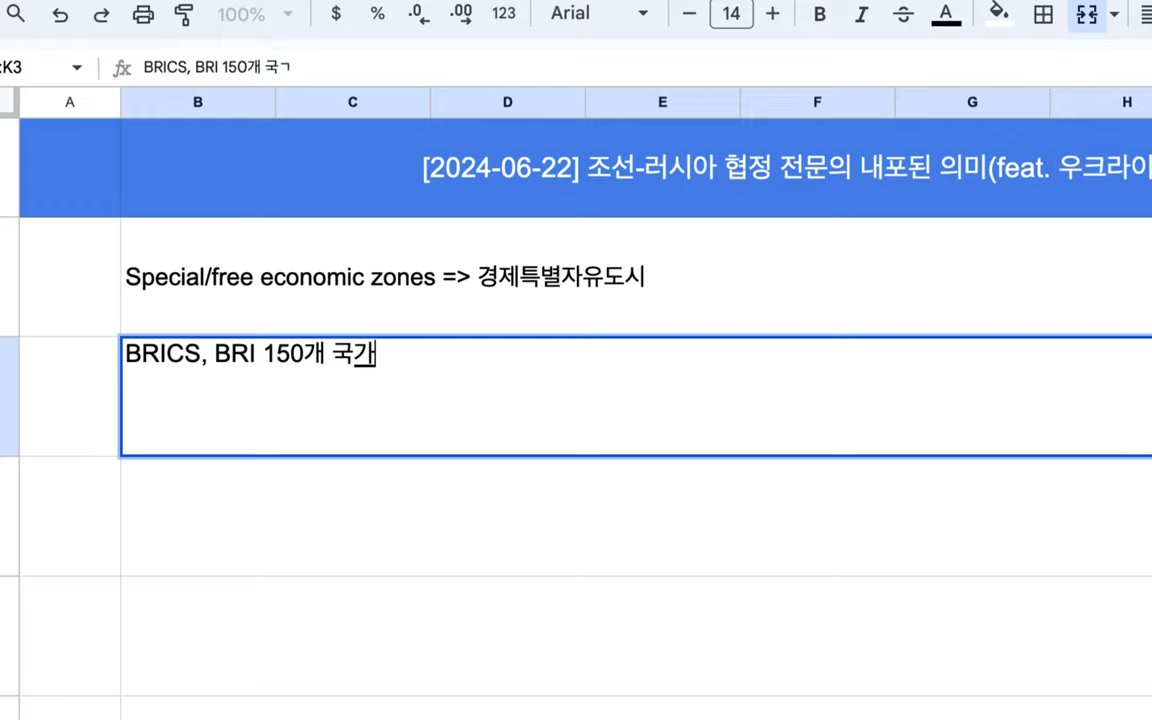 100% $ % .0 .00 123 Arial 14 B I A
:K3 fx BRICS, BRI 150개 국ㄱ
A B C D E F G H
[2024-06-22] 조선-러시아 협정 전문의 내포된 의미(feat. 우크라이
Special/free economic zones => 경제특별자유도시
BRICS, BRI 150개 국가